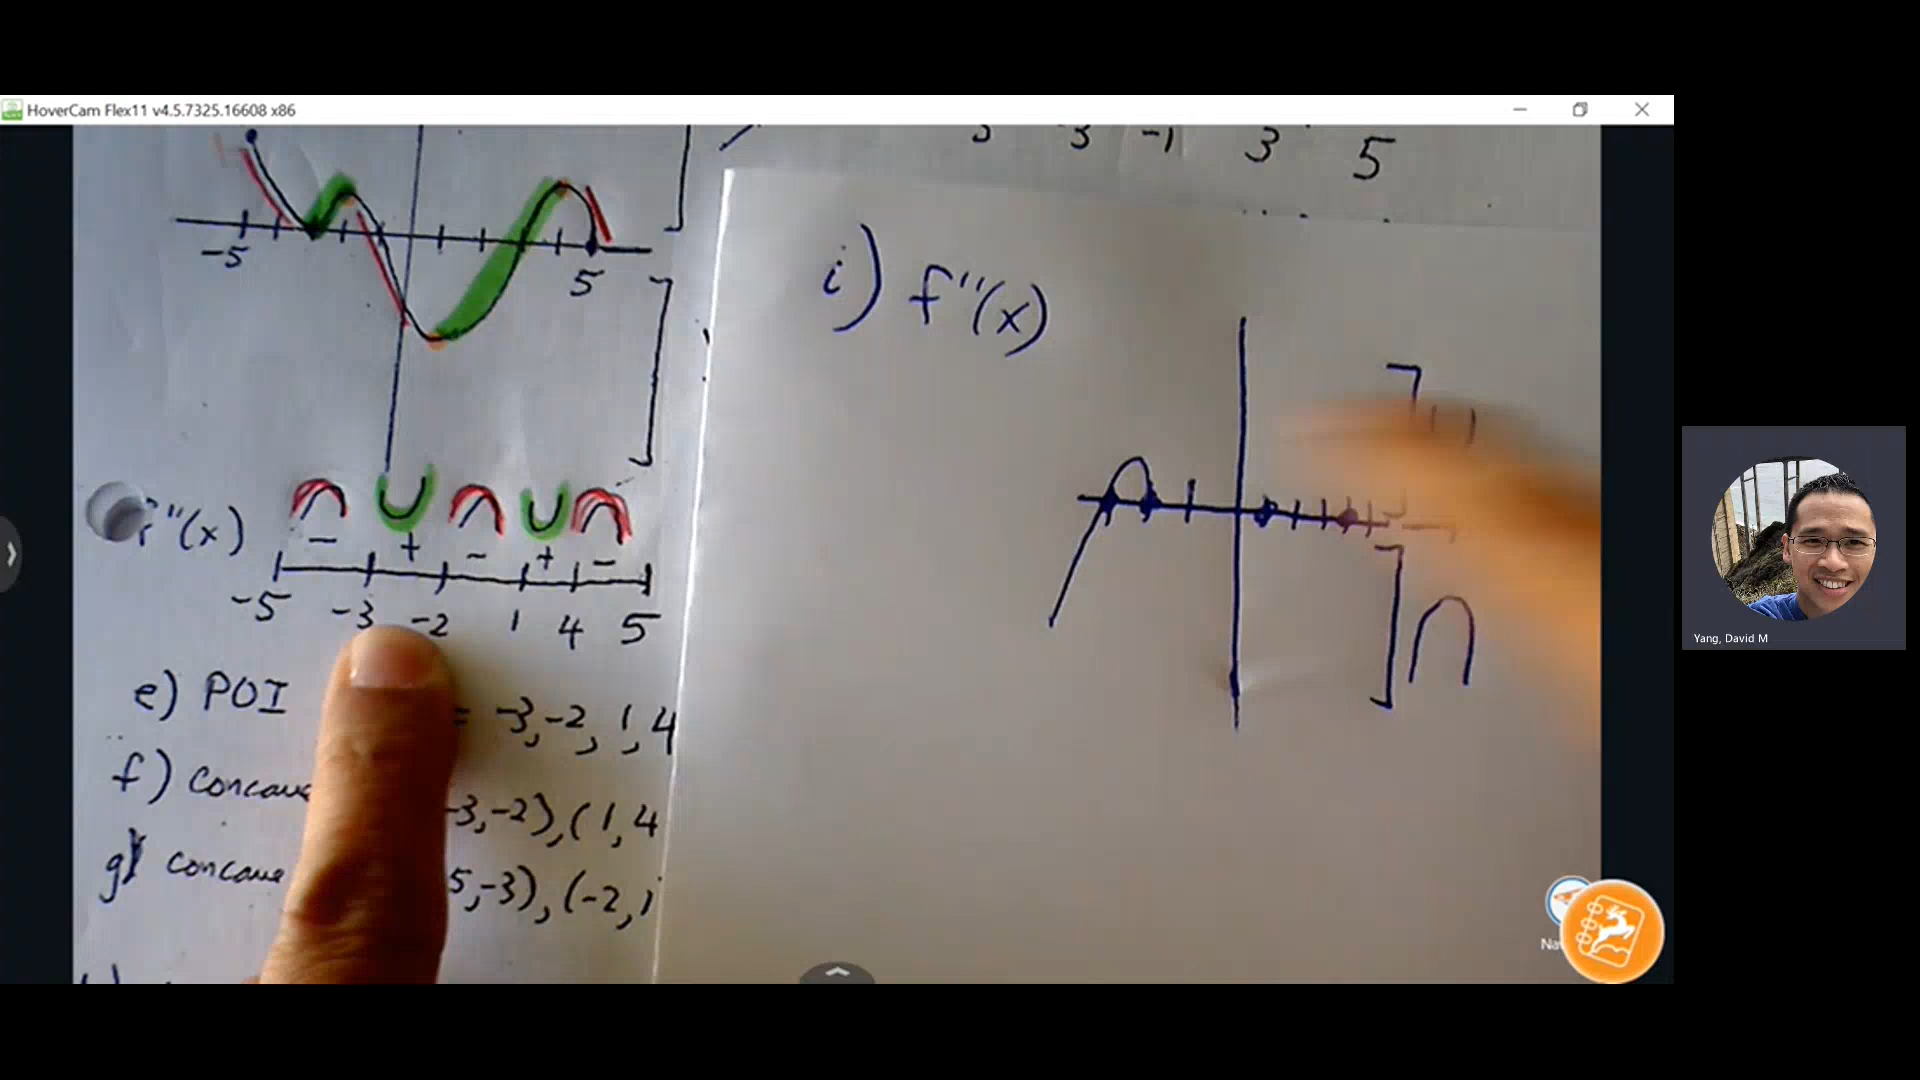 HoverCam Flex11 v4.5.7325.16608 x86
3 -1 3 5
-5 5
i) f"(x)
f"(x) - + - + -
-5 -3 -2 1 4 5
e) POI = -3, -2, 1, 4
f) concave -3, -2), (1, 4
g) concave 5, -3), (-2, 1
Na
Yang, David M